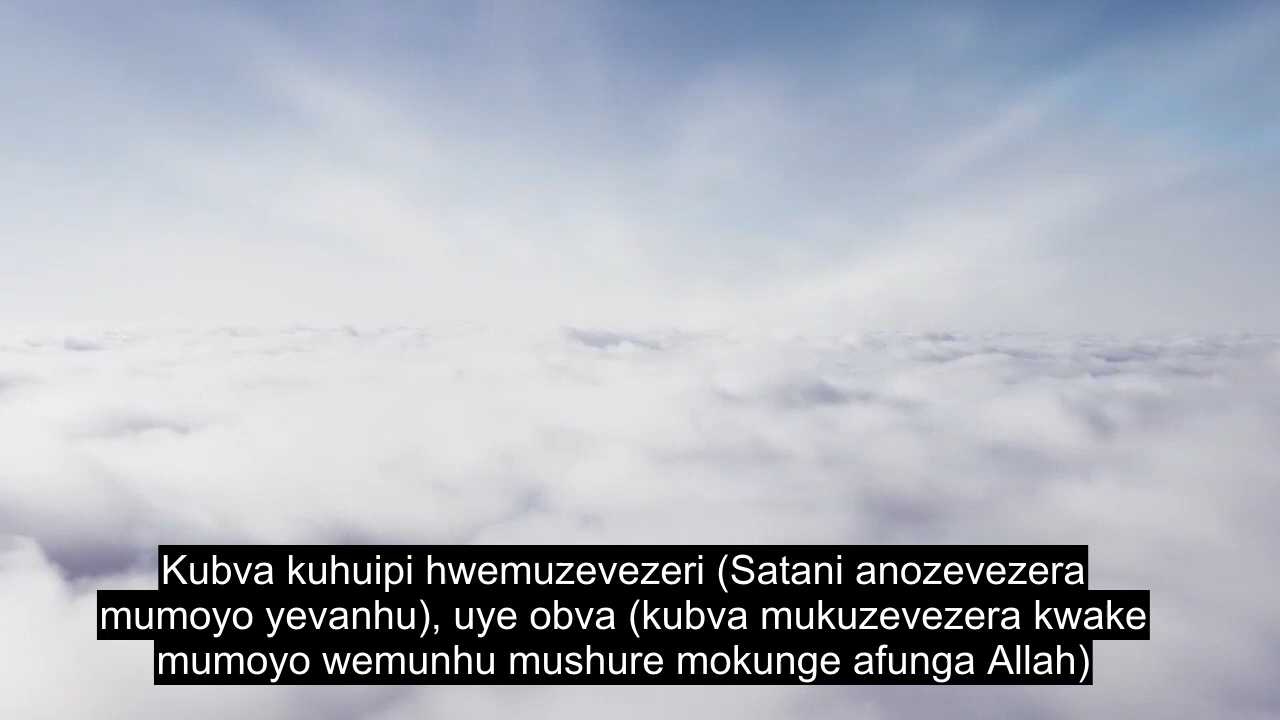 Kubva kuhuipi hwemuzevezeri (Satani anozevezera
mumoyo yevanhu), uye obva (kubva mukuzevezera kwake
mumoyo wemunhu mushure mokunge afunga Allah)